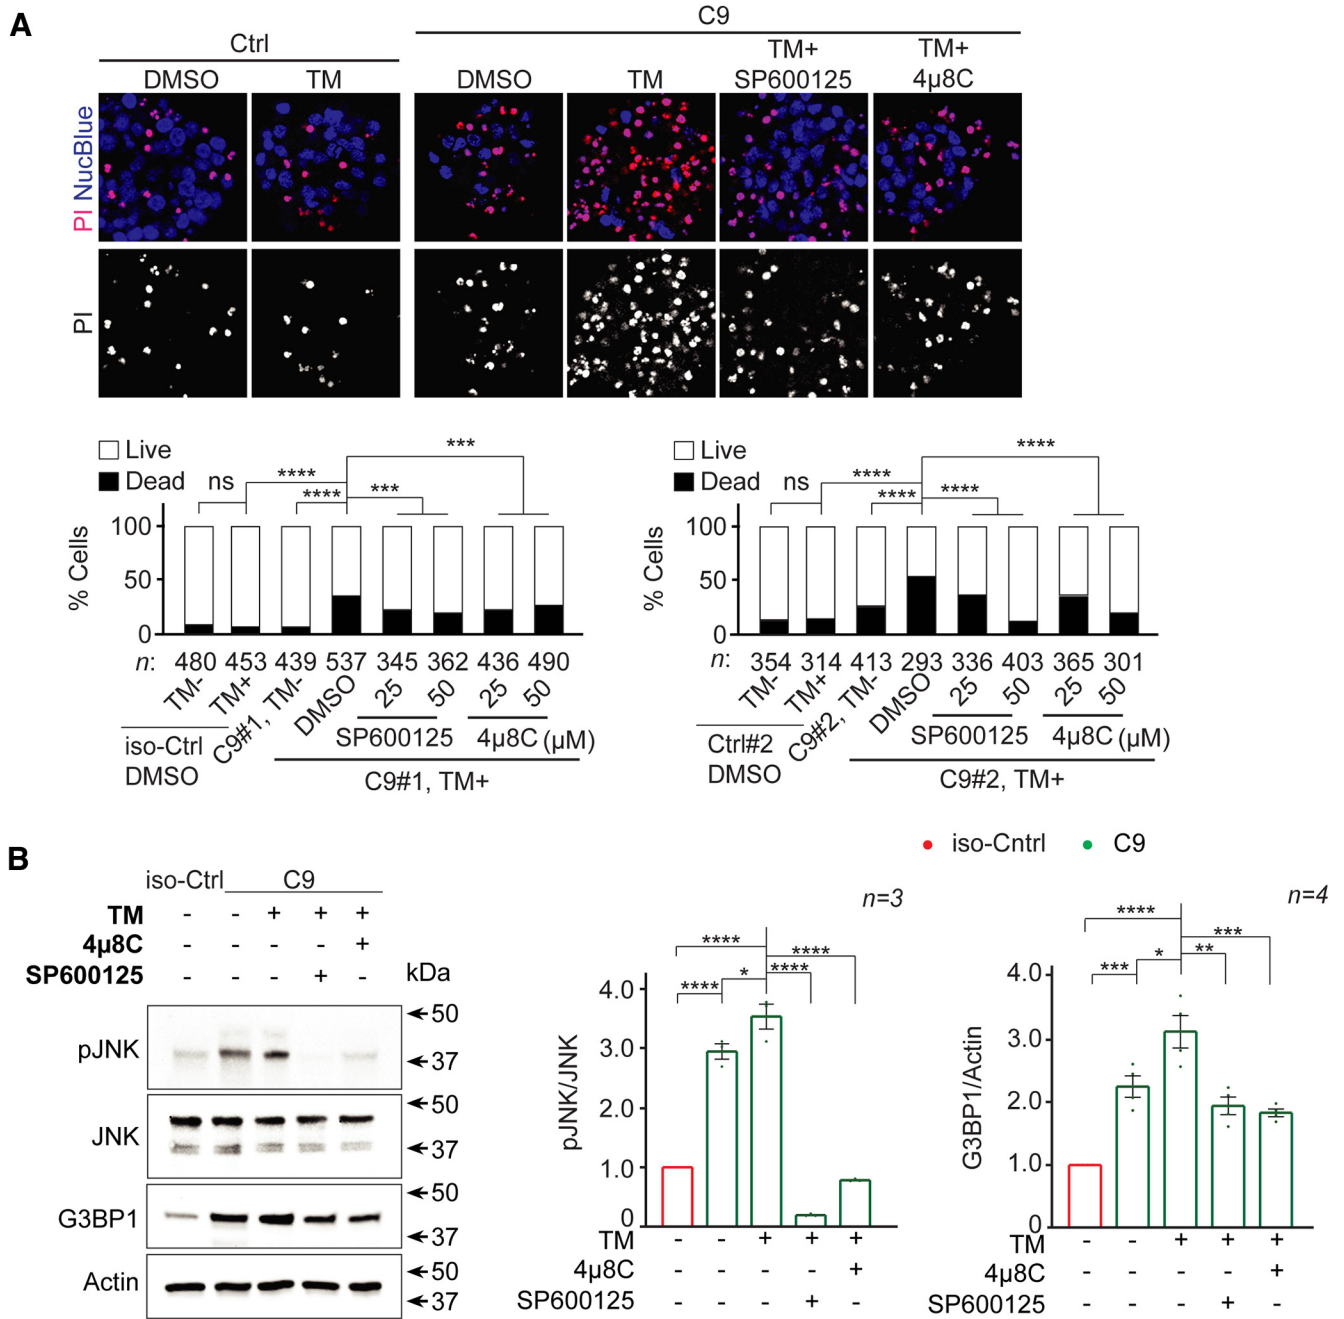 A
Ctrl
C9
DMSO
TM
DMSO
TM
TM+
SP600125
TM+
4µ8C
PI NucBlue
PI
Live
Dead
ns
****
****
***
***
% Cells
100
50
0
n: 480 453 439 537 345 362 436 490
TM-
TM+
C9#1, TM-
DMSO
25
50
25
50
iso-Ctrl
DMSO
SP600125
4µ8C (µM)
C9#1, TM+
Live
Dead
ns
****
****
****
****
% Cells
100
50
0
n: 354 314 413 293 336 403 365 301
TM-
TM+
C9#2, TM-
DMSO
25
50
25
50
Ctrl#2
DMSO
SP600125
4µ8C (µM)
C9#2, TM+
B
iso-Ctrl
C9
TM - - + + +
4µ8C - - - - +
SP600125 - - - + -
kDa
pJNK
50
37
JNK
50
37
G3BP1
50
37
Actin
50
37
iso-Cntrl
C9
n=3
****
****
* ****
****
pJNK/JNK
4.0
3.0
2.0
1.0
0
TM - - + + +
4µ8C - - - - +
SP600125 - - - + -
n=4
****
***
* **
***
G3BP1/Actin
4.0
3.0
2.0
1.0
0
TM - - + + +
4µ8C - - - - +
SP600125 - - - + -